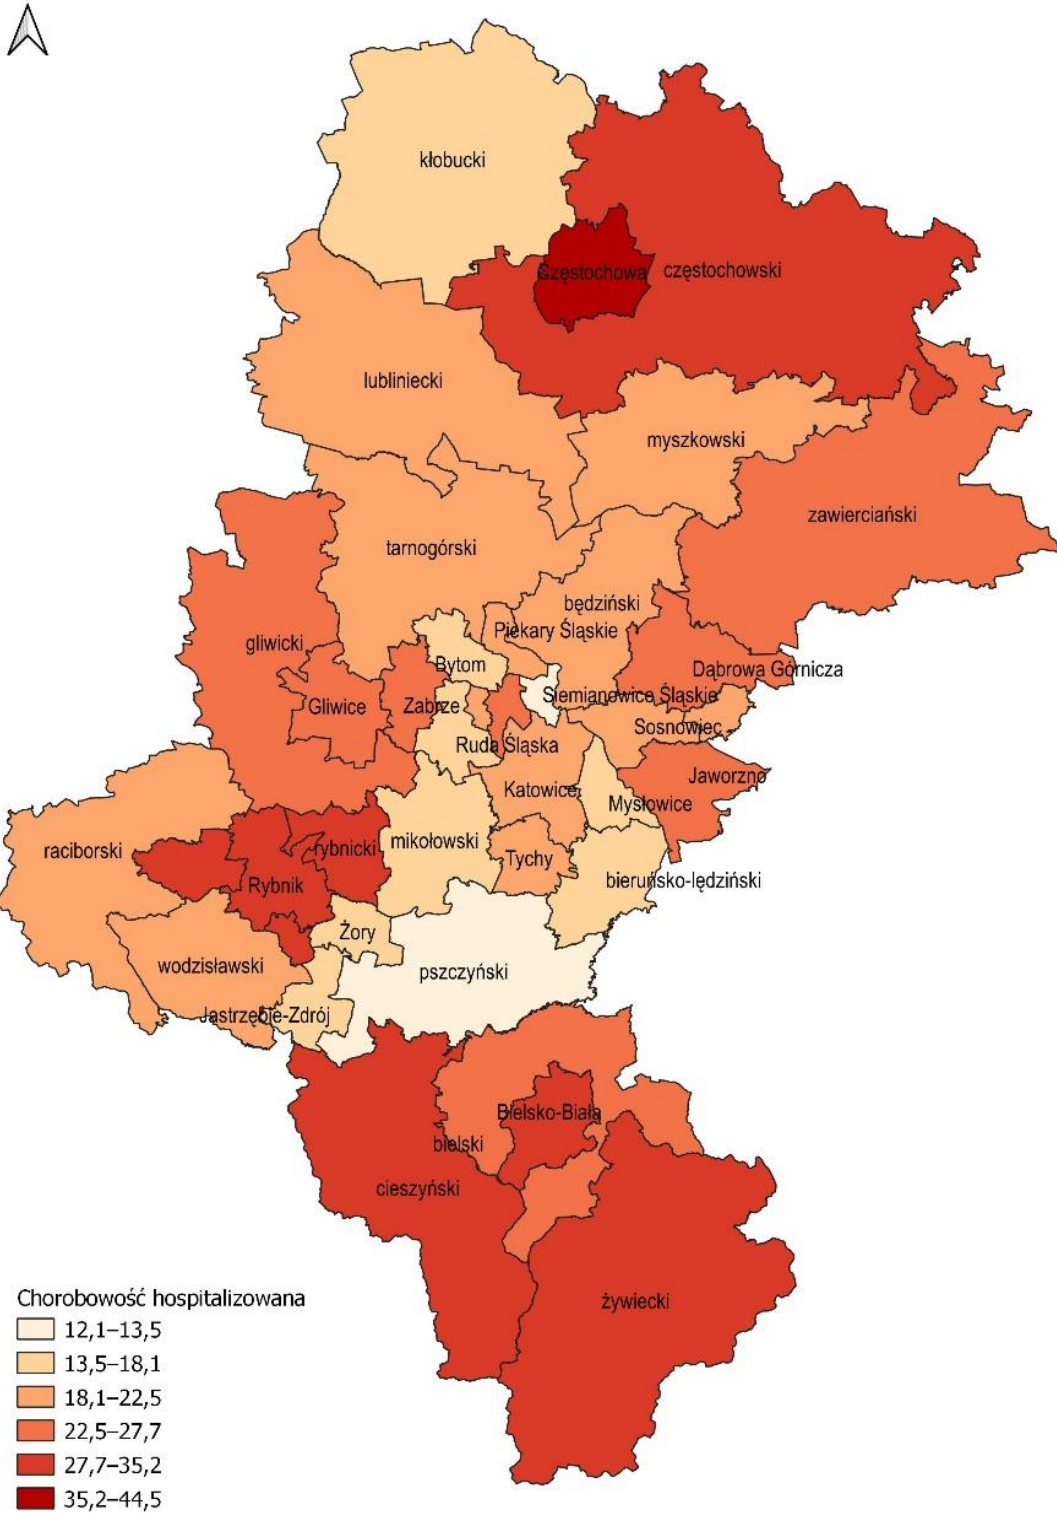 kłobucki
Częstochowa
częstochowski
lubliniecki
myszkowski
zawierciański
tarnogórski
będziński
Piekary Śląskie
gliwicki
Bytom
Dąbrowa Górnicza
Siemianowice Śląskie
Gliwice
Zabrze
Sosnowiec
Ruda Śląska
Jaworzno
Katowice
Mysłowice
mikołowski
rybnicki
raciborski
Tychy
bieruńsko-lędziński
Rybnik
Żory
wodzisławski
pszczyński
Jastrzębie-Zdrój
Bielsko-Biała
bielski
cieszyński
żywiecki
Chorobowość hospitalizowana
12,1–13,5
13,5–18,1
18,1–22,5
22,5–27,7
27,7–35,2
35,2–44,5